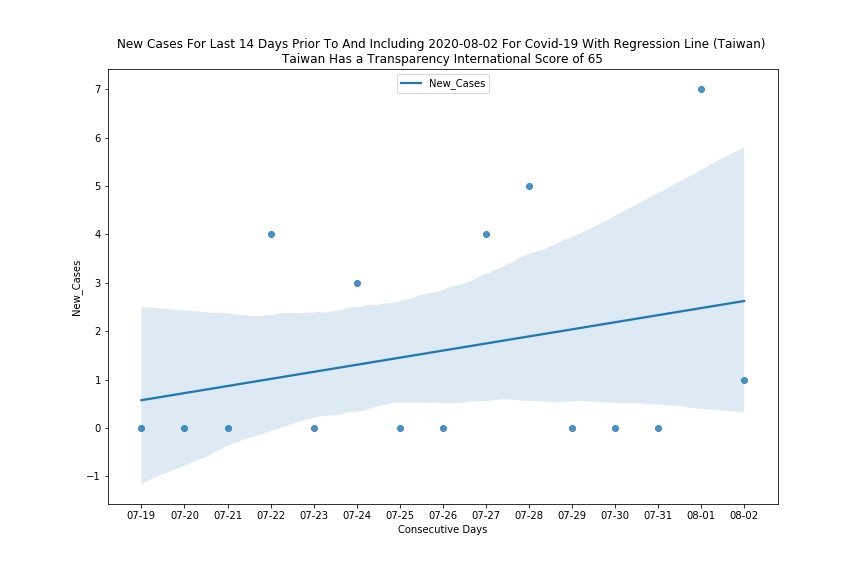 New Cases For Last 14 Days Prior To And Including 2020-08-02 For Covid-19 With Regression Line (Taiwan)
Taiwan Has a Transparency International Score of 65
New_Cases
7
6
5
4
3
2
1
0
−1
New_Cases
07-19 07-20 07-21 07-22 07-23 07-24 07-25 07-26 07-27 07-28 07-29 07-30 07-31 08-01 08-02
Consecutive Days